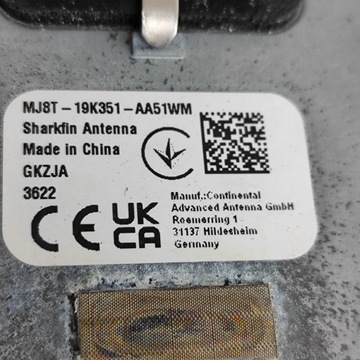 MJ8T-19K351-AA51WM
Sharkfin Antenna
Made in China
GKZJA
3622
Manuf.:Continental
Advanced Antenna GmbH
Roemerring 1
31137 Hildesheim
Germany
CE
UK
CA